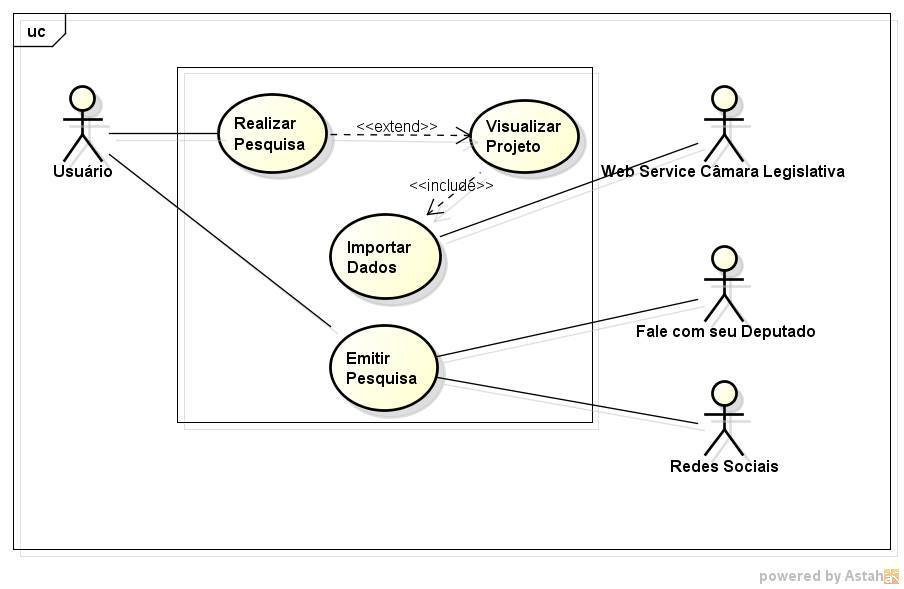 uc
Realizar
Pesquisa
<<extend>>
Visualizar
Projeto
Usuário
Web Service Câmara Legislativa
<<include>>
Importar
Dados
Fale com seu Deputado
Emitir
Pesquisa
Redes Sociais
powered by Astah